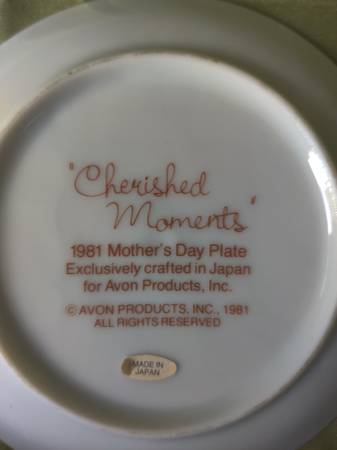 "Cherished
Moments"
1981 Mother's Day Plate
Exclusively crafted in Japan
for Avon Products, Inc.
© AVON PRODUCTS, INC., 1981
ALL RIGHTS RESERVED
MADE IN
JAPAN